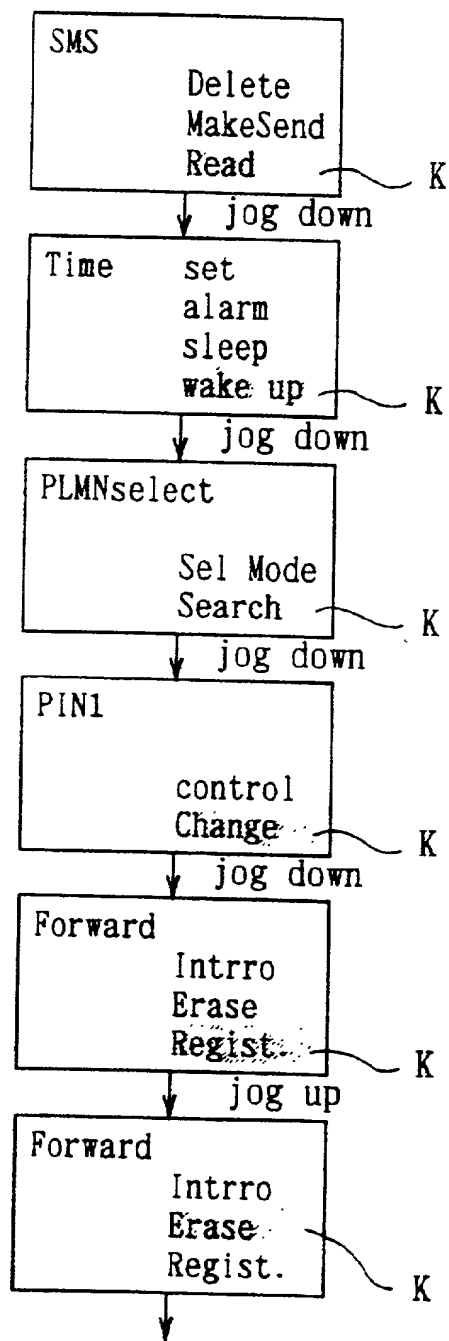 SMS
Delete
MakeSend
Read
K
jog down
Time set
alarm
sleep
wake up
K
jog down
PLMNselect
Sel Mode
Search
K
jog down
PIN1
control
Change
K
jog down
Forward
Intrro
Erase
Regist.
K
jog up
Forward
Intrro
Erase
Regist.
K